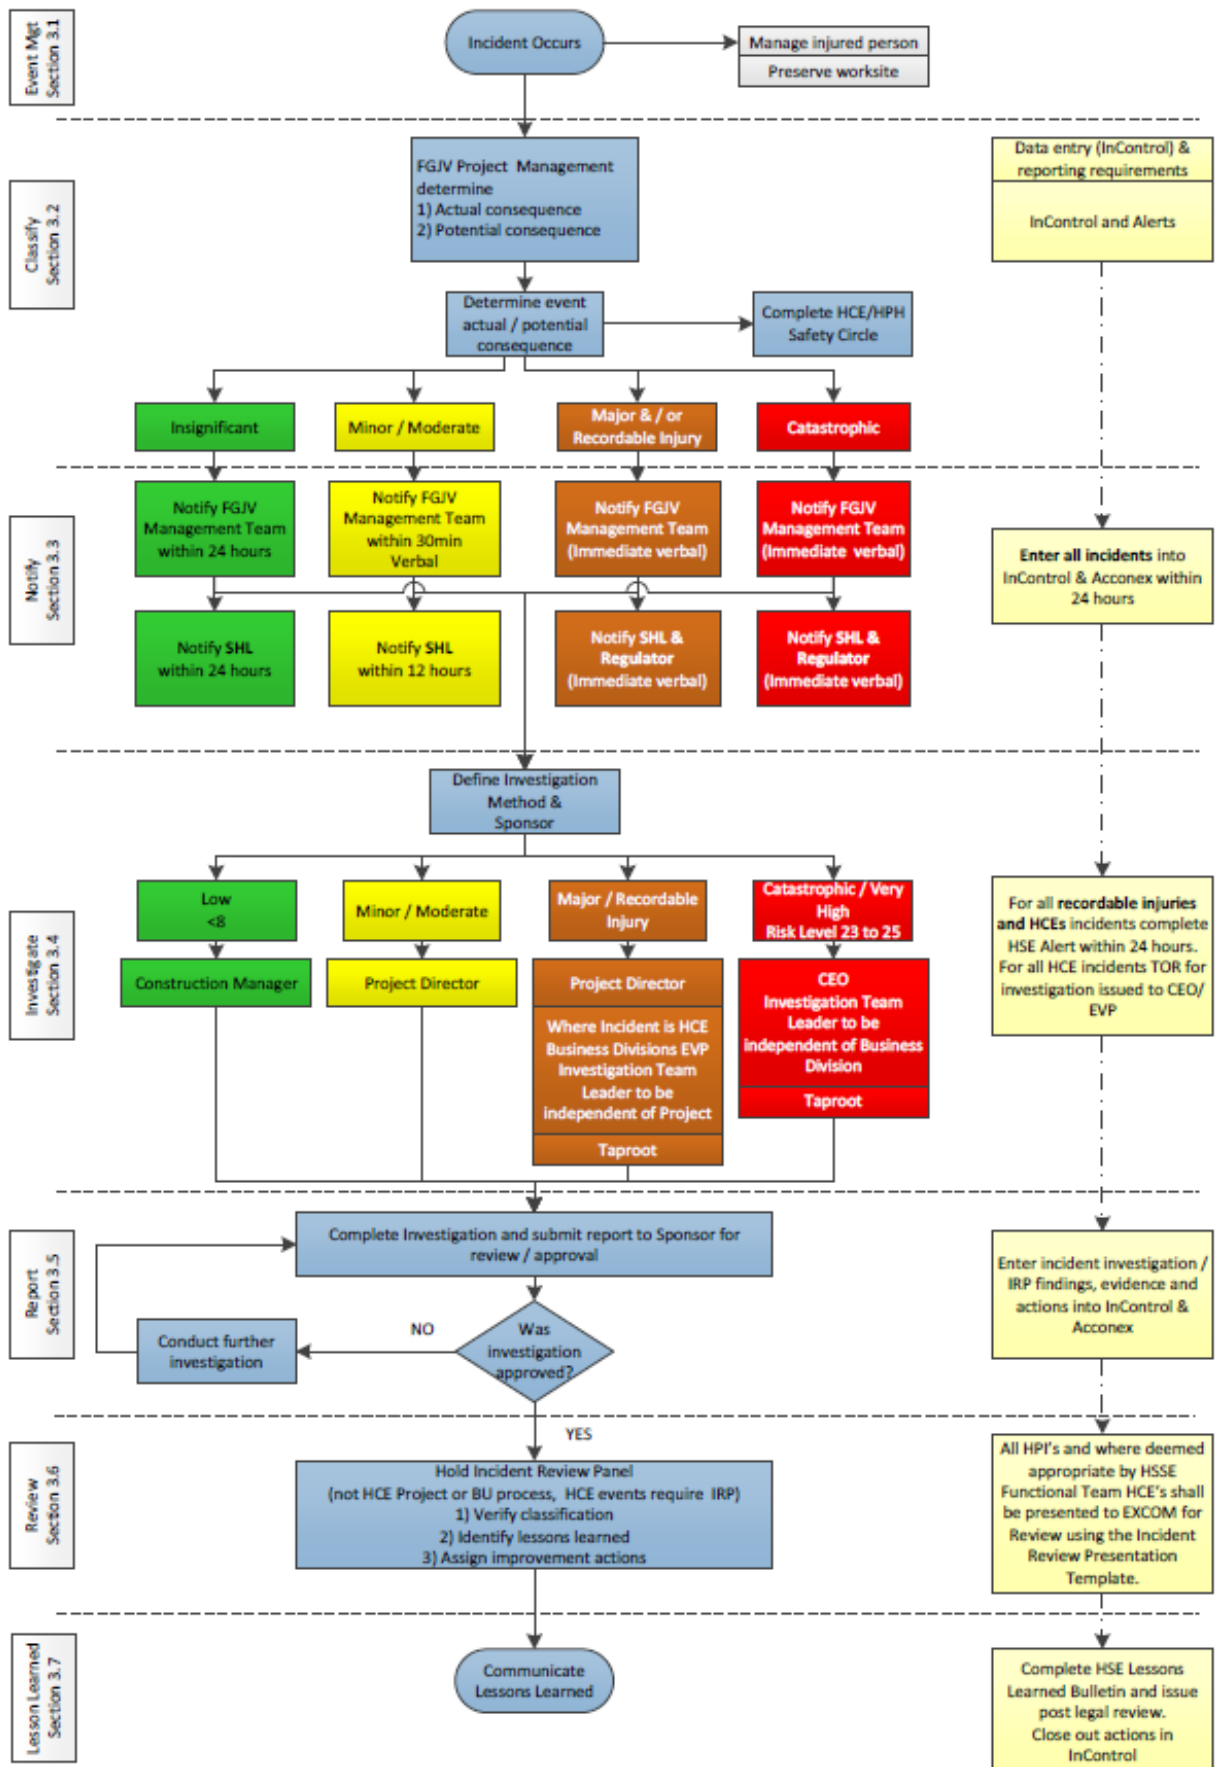 Event Mgt
Section 3.1
Incident Occurs
Manage injured person
Preserve worksite
Classify
Section 3.2
FGJV Project Management
determine
1) Actual consequence
2) Potential consequence
Data entry (InControl) &
reporting requirements
InControl and Alerts
Determine event
actual / potential
consequence
Complete HCE/HPH
Safety Circle
Insignificant
Minor / Moderate
Major & / or
Recordable Injury
Catastrophic
Notify
Section 3.3
Notify FGJV
Management Team
within 24 hours
Notify FGJV
Management Team
within 30min
Verbal
Notify FGJV
Management Team
(Immediate verbal)
Notify FGJV
Management Team
(Immediate verbal)
Enter all incidents into
InControl & Acconex within
24 hours
Notify SHL
within 24 hours
Notify SHL
within 12 hours
Notify SHL &
Regulator
(Immediate verbal)
Notify SHL &
Regulator
(Immediate verbal)
Investigate
Section 3.4
Define Investigation
Method &
Sponsor
Low
<8
Minor / Moderate
Major / Recordable
Injury
Catastrophic / Very
High
Risk Level 23 to 25
For all recordable injuries
and HCEs incidents complete
HSE Alert within 24 hours.
For all HCE incidents TOR for
investigation issued to CEO/
EVP
Construction Manager
Project Director
Project Director
Where Incident is HCE
Business Divisions EVP
Investigation Team
Leader to be
independent of Project
Taproot
CEO
Investigation Team
Leader to be
independent of Business
Division
Taproot
Report
Section 3.5
Complete Investigation and submit report to Sponsor for
review / approval
Enter incident investigation /
IRP findings, evidence and
actions into InControl &
Acconex
Conduct further
investigation
NO
Was
investigation
approved?
YES
Review
Section 3.6
Hold Incident Review Panel
(not HCE Project or BU process, HCE events require IRP)
1) Verify classification
2) Identify lessons learned
3) Assign improvement actions
All HPI's and where deemed
appropriate by HSSE
Functional Team HCE's shall
be presented to EXCOM for
Review using the Incident
Review Presentation
Template.
Lesson Learned
Section 3.7
Communicate
Lessons Learned
Complete HSE Lessons
Learned Bulletin and issue
post legal review.
Close out actions in
InControl